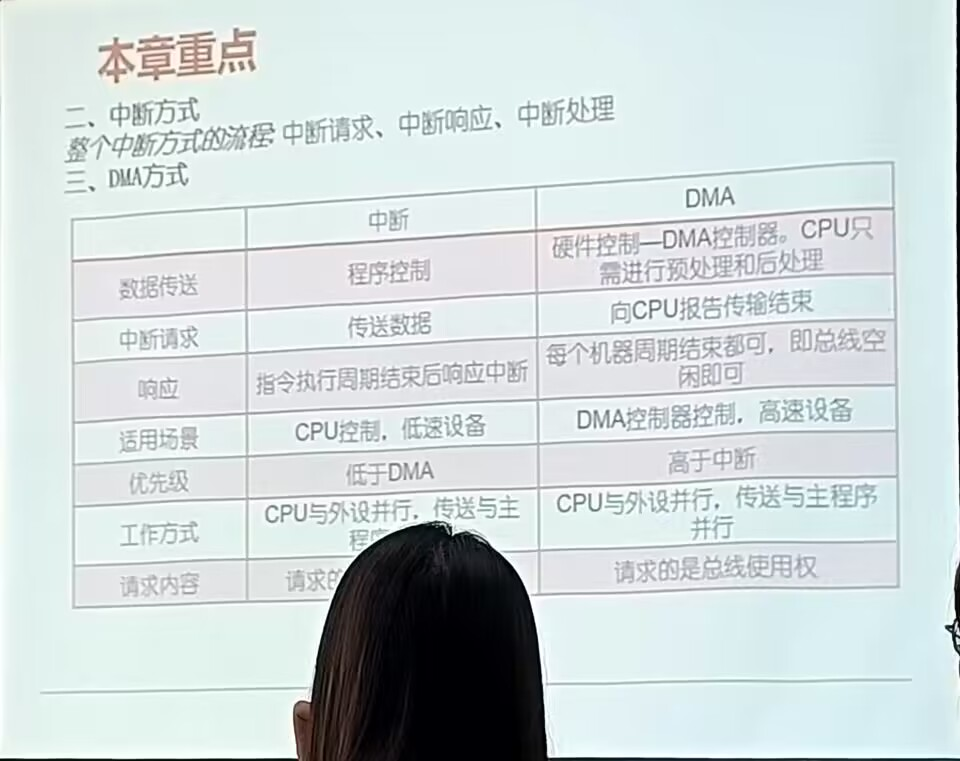 本章重点
二、中断方式
整个中断方式的流程: 中断请求、中断响应、中断处理
三、DMA方式
中断
DMA
数据传送
程序控制
硬件控制—DMA控制器。CPU只
需进行预处理和后处理
中断请求
传送数据
向CPU报告传输结束
响应
指令执行周期结束后响应中断
每个机器周期结束都可，即总线空
闲即可
适用场景
CPU控制，低速设备
DMA控制器控制，高速设备
优先级
低于DMA
高于中断
工作方式
CPU与外设并行，传送与主
程序
CPU与外设并行，传送与主程序
并行
请求内容
请求的
请求的是总线使用权